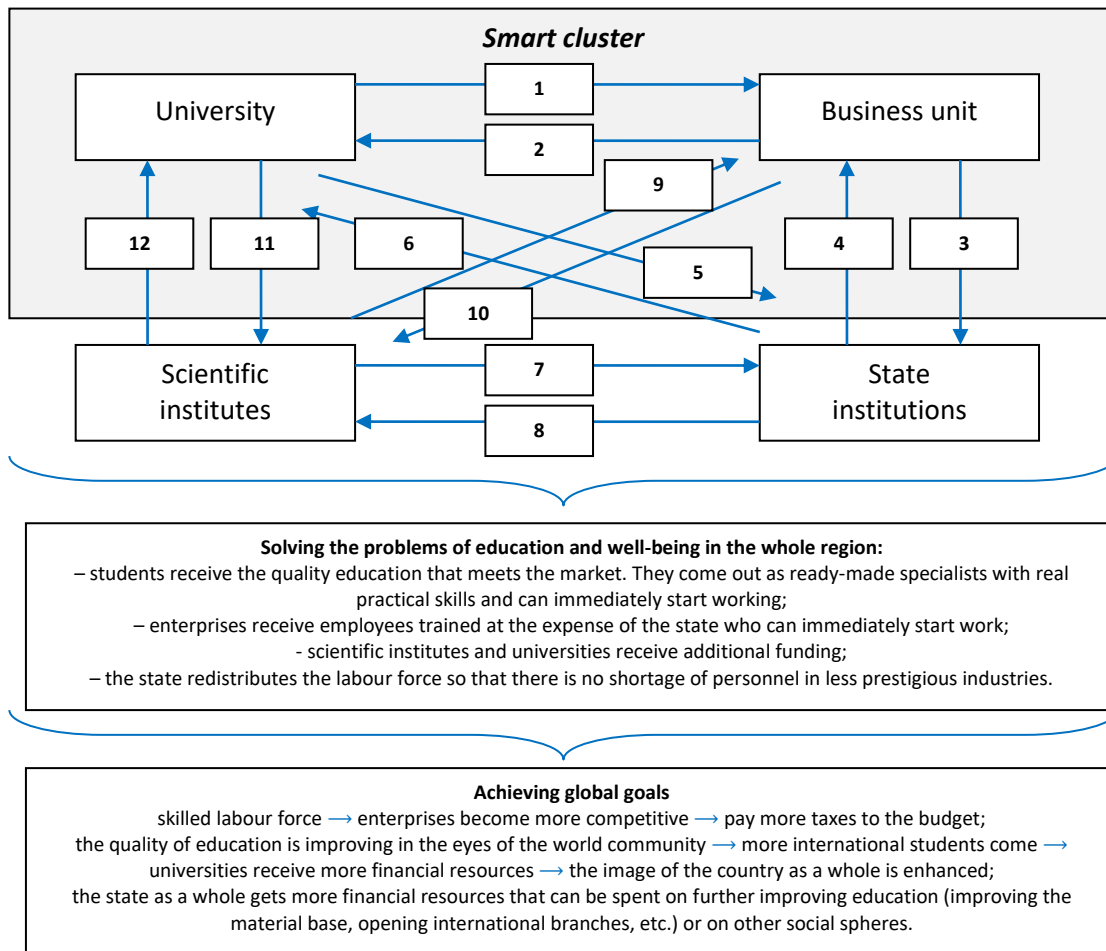 Smart cluster
University
1
Business unit
2
9
12
11
6
5
4
3
10
Scientific
institutes
7
State
institutions
8
Solving the problems of education and well-being in the whole region:
– students receive the quality education that meets the market. They come out as ready-made specialists with real
practical skills and can immediately start working;
– enterprises receive employees trained at the expense of the state who can immediately start work;
- scientific institutes and universities receive additional funding;
– the state redistributes the labour force so that there is no shortage of personnel in less prestigious industries.
Achieving global goals
skilled labour force → enterprises become more competitive → pay more taxes to the budget;
the quality of education is improving in the eyes of the world community → more international students come →
universities receive more financial resources → the image of the country as a whole is enhanced;
the state as a whole gets more financial resources that can be spent on further improving education (improving the
material base, opening international branches, etc.) or on other social spheres.